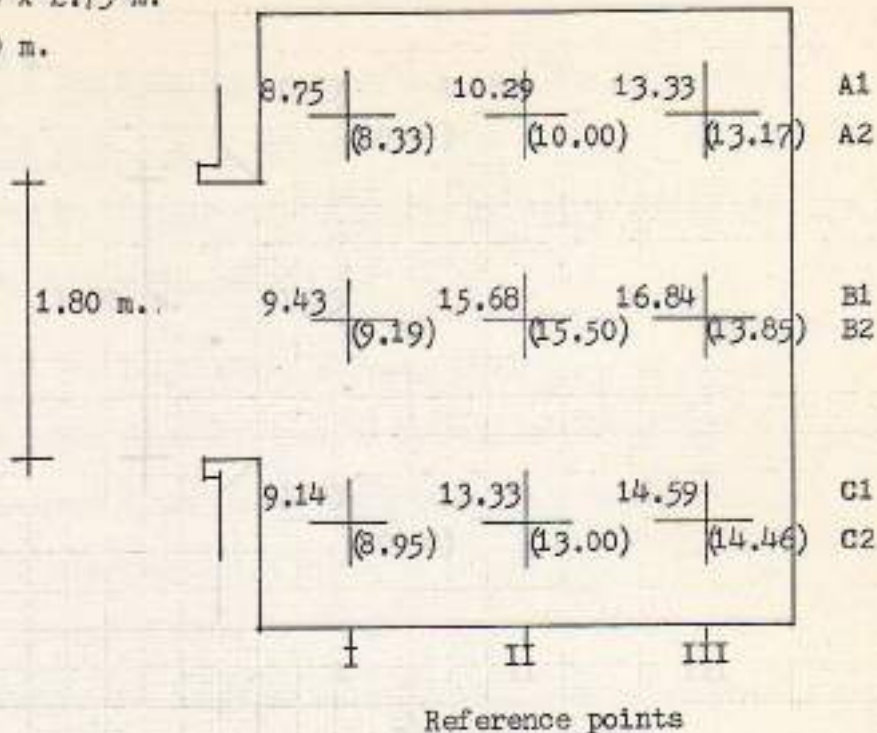 x 2.75 m.
m.
8.75 10.29 13.33 A1
(8.33) (10.00) (13.17) A2
1.80 m. 9.43 15.68 16.84 B1
(9.19) (15.50) (13.85) B2
9.14 13.33 14.59 C1
(8.95) (13.00) (14.46) C2
I II III
Reference points